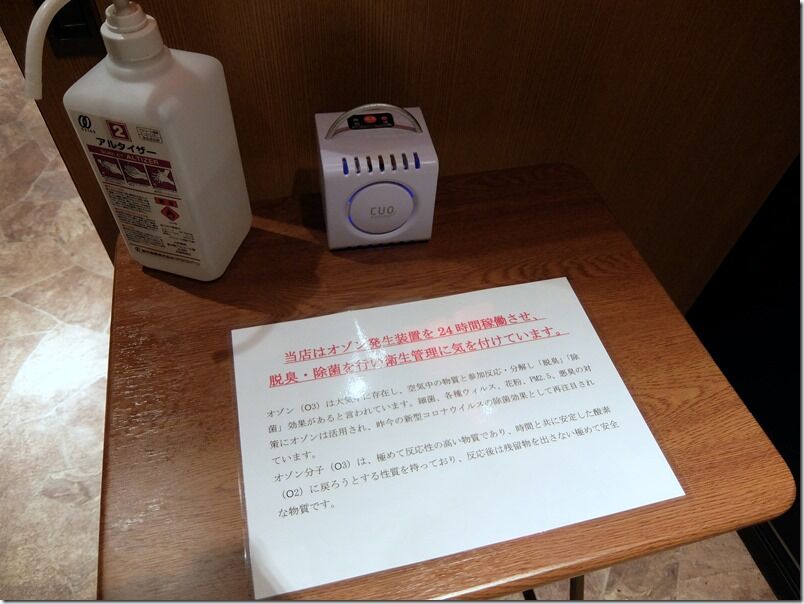 2
アルタイザー
ALTIZER
CUO
当店はオゾン発生装置を24時間稼働させ、
脱臭・除菌を行い衛生管理に気を付けています。
オゾン（O3）は大気中に存在し、空気中の物質と参加反応・分解し「脱臭」「除
菌」効果があると言われています。細菌、各種ウィルス、花粉、PM2.5、悪臭の対
策にオゾンは活用され、昨今の新型コロナウイルスの除菌効果として再注目され
ています。
オゾン分子（O3）は、極めて反応性の高い物質であり、時間と共に安定した酸素
（O2）に戻ろうとする性質を持っており、反応後は残留物を出さない極めて安全
な物質です。